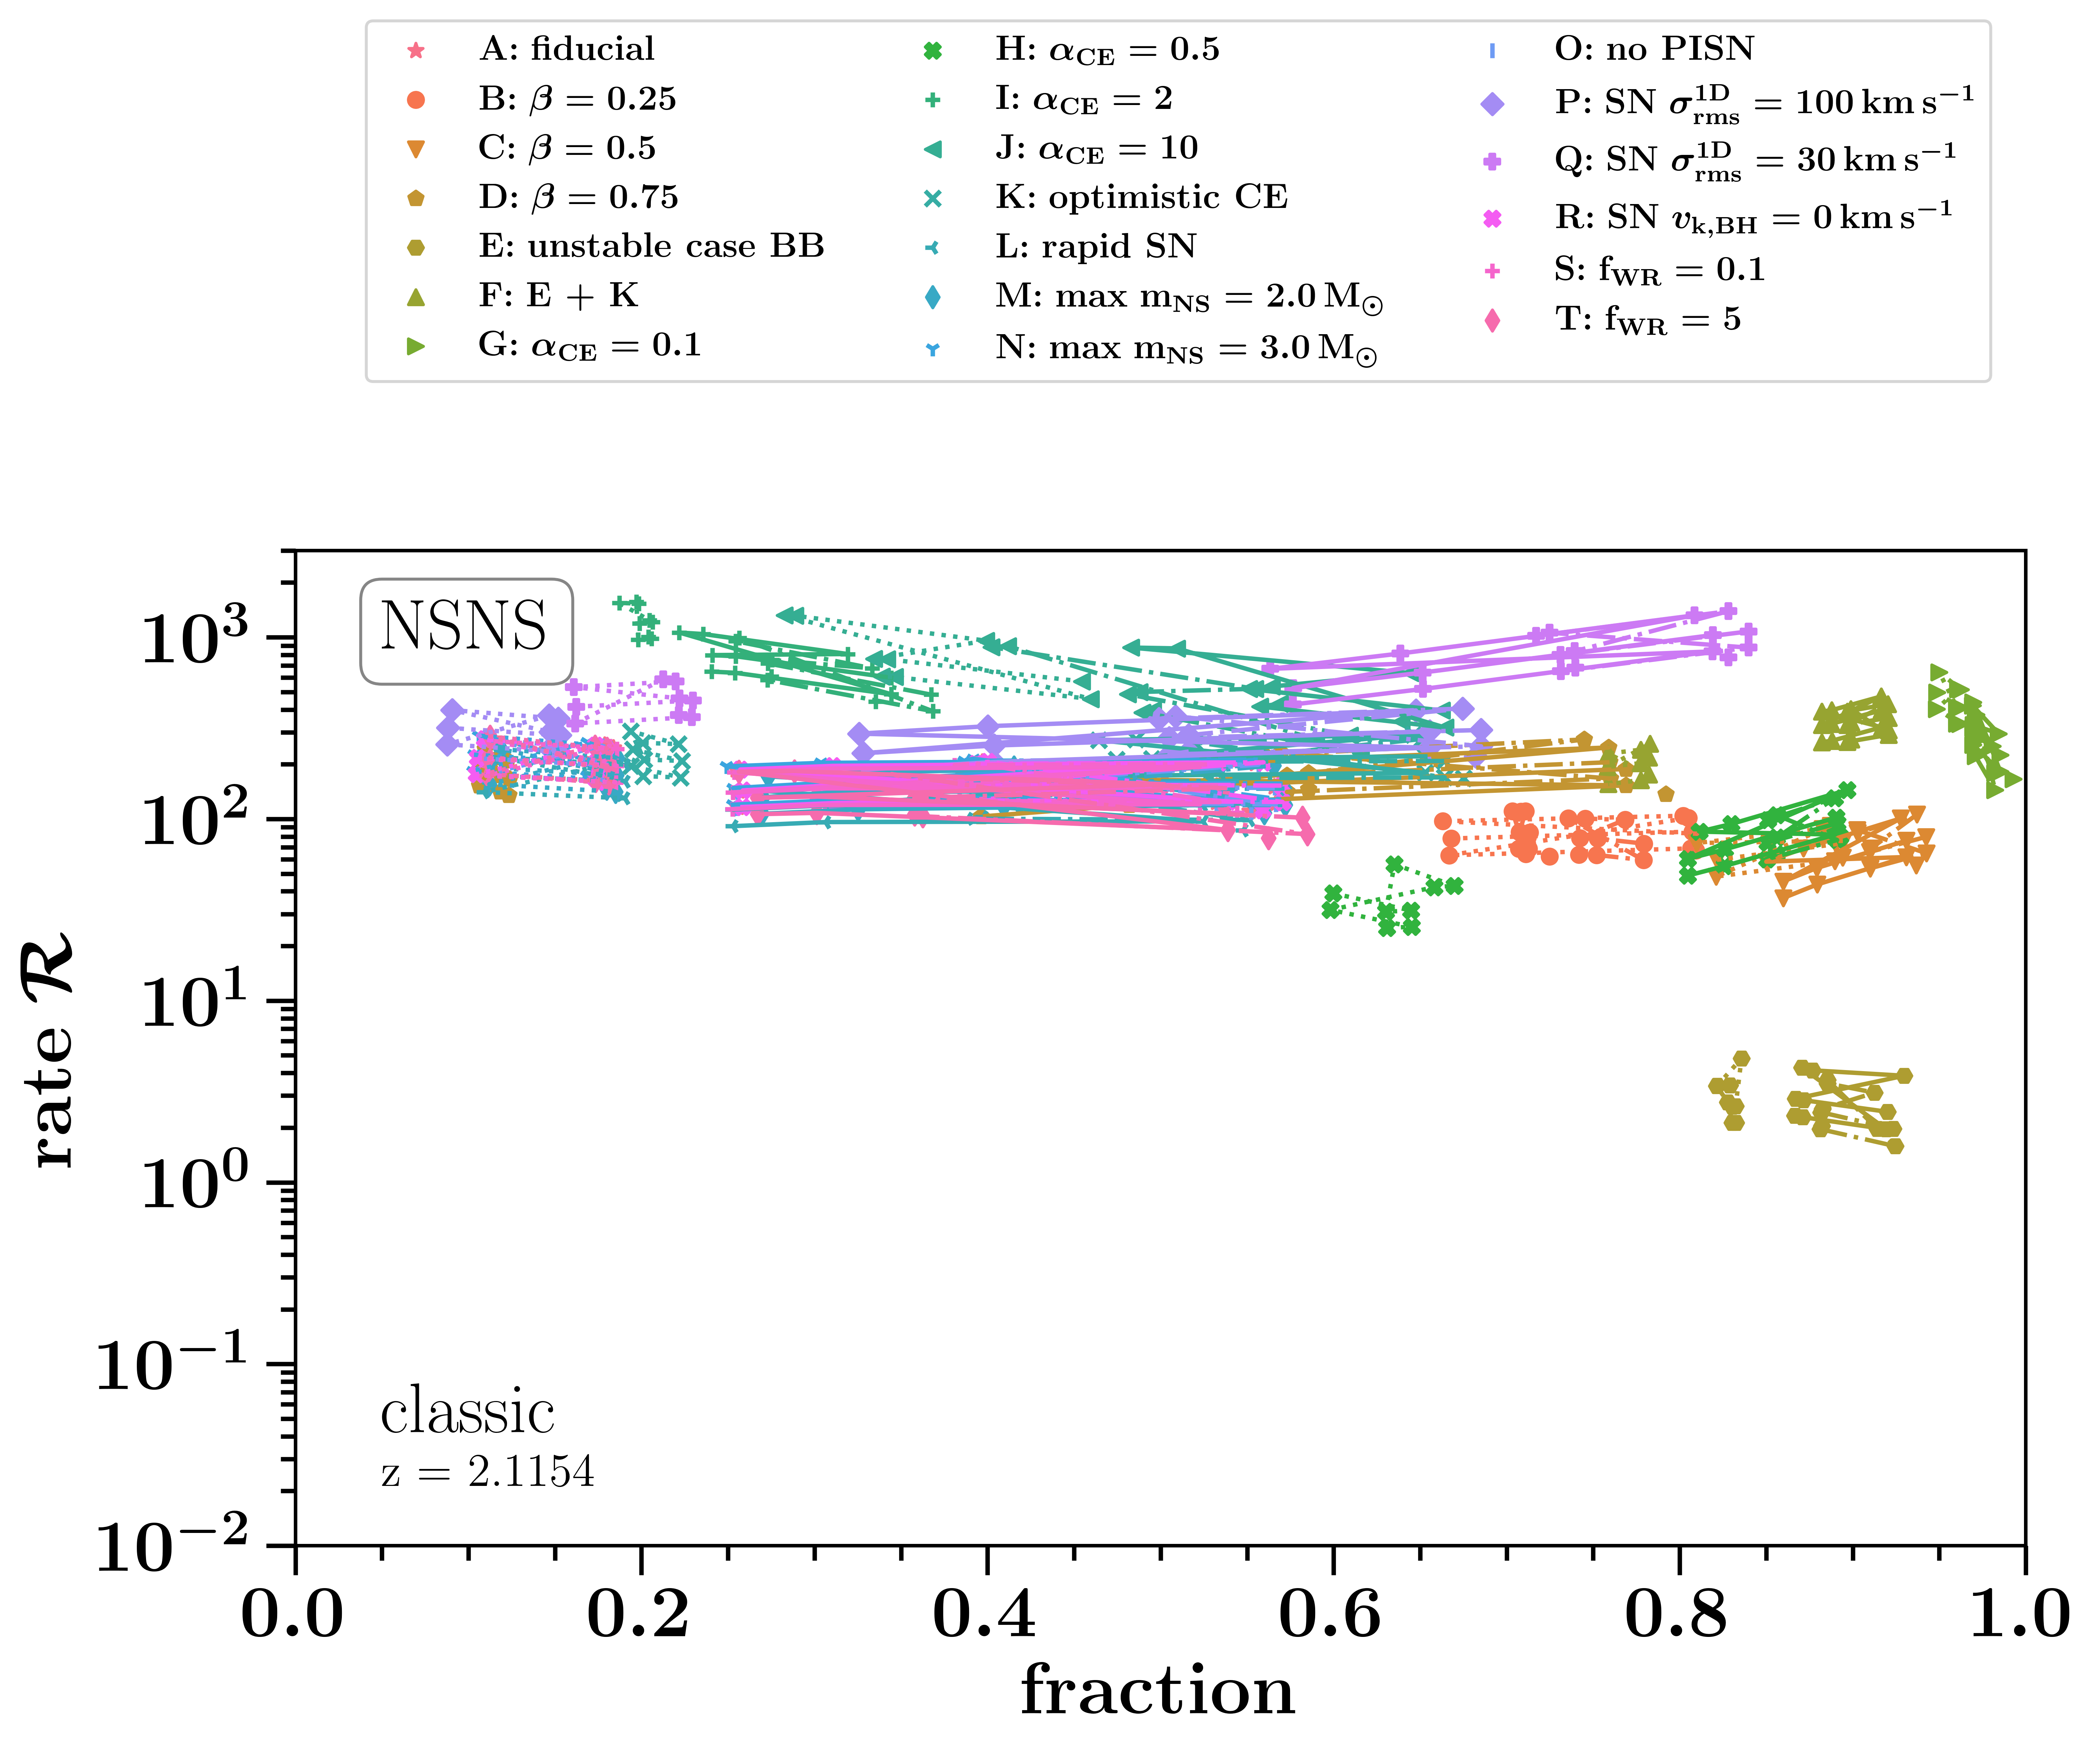 A: fiducial
B: β = 0.25
C: β = 0.5
D: β = 0.75
E: unstable case BB
F: E + K
G: α_CE = 0.1
H: α_CE = 0.5
I: α_CE = 2
J: α_CE = 10
K: optimistic CE
L: rapid SN
M: max m_NS = 2.0 M_⊙
N: max m_NS = 3.0 M_⊙
O: no PISN
P: SN σ_rms^1D = 100 km s^−1
Q: SN σ_rms^1D = 30 km s^−1
R: SN v_k,BH = 0 km s^−1
S: f_WR = 0.1
T: f_WR = 5
NSNS
10^3
10^2
10^1
10^0
10^−1
10^−2
rate 𝓡
classic
z = 2.1154
0.0 0.2 0.4 0.6 0.8 1.0
fraction